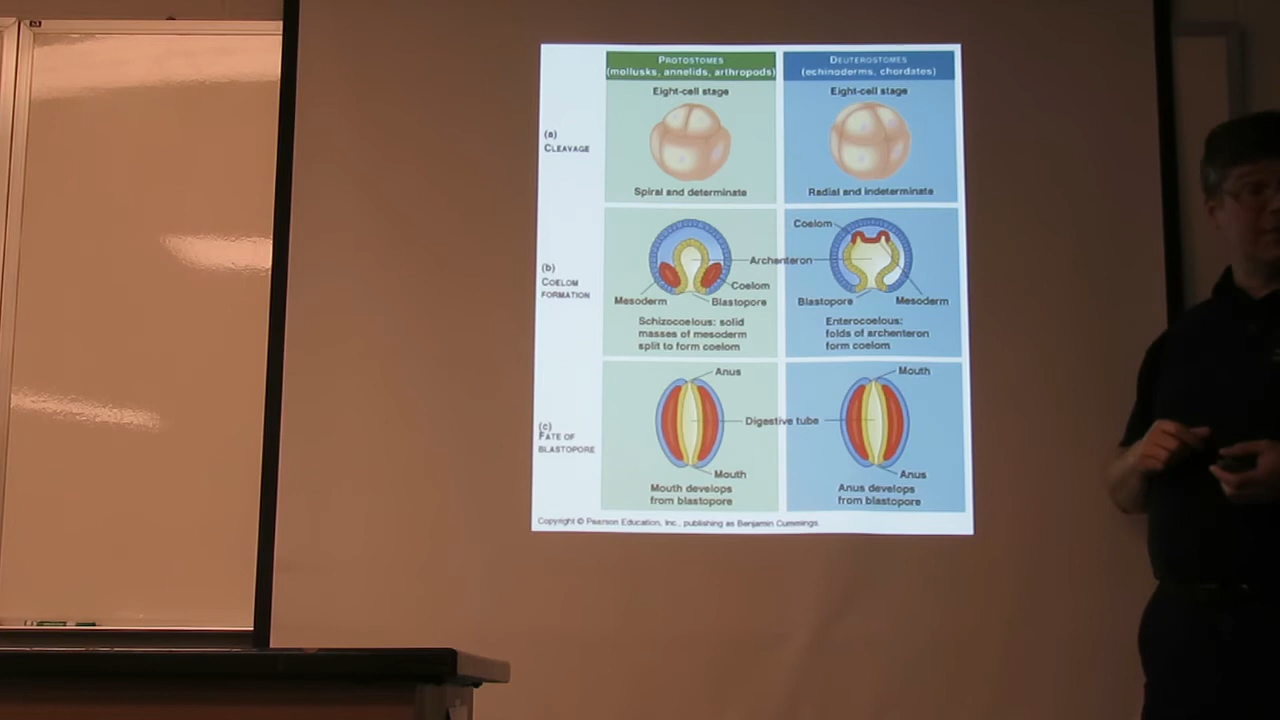 PROTOSTOMES
(mollusks, annelids, arthropods)
DEUTEROSTOMES
(echinoderms, chordates)
(a)
CLEAVAGE
Eight-cell stage
Spiral and determinate
Eight-cell stage
Radial and indeterminate
(b)
COELOM
FORMATION
Archenteron
Coelom
Mesoderm
Blastopore
Schizocoelous: solid
masses of mesoderm
split to form coelom
Coelom
Blastopore
Mesoderm
Enterocoelous:
folds of archenteron
form coelom
(c)
FATE OF
BLASTOPORE
Anus
Digestive tube
Mouth
Mouth develops
from blastopore
Mouth
Anus
Anus develops
from blastopore
Copyright © Pearson Education, Inc., publishing as Benjamin Cummings.